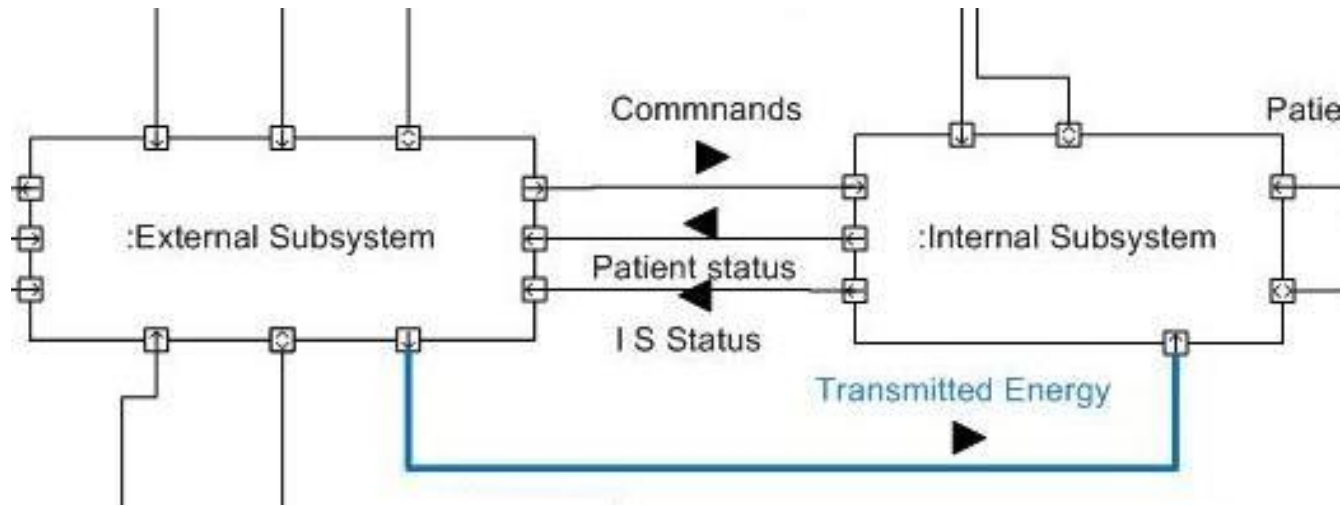 Commnands
Patie
:External Subsystem
:Internal Subsystem
Patient status
I S Status
Transmitted Energy